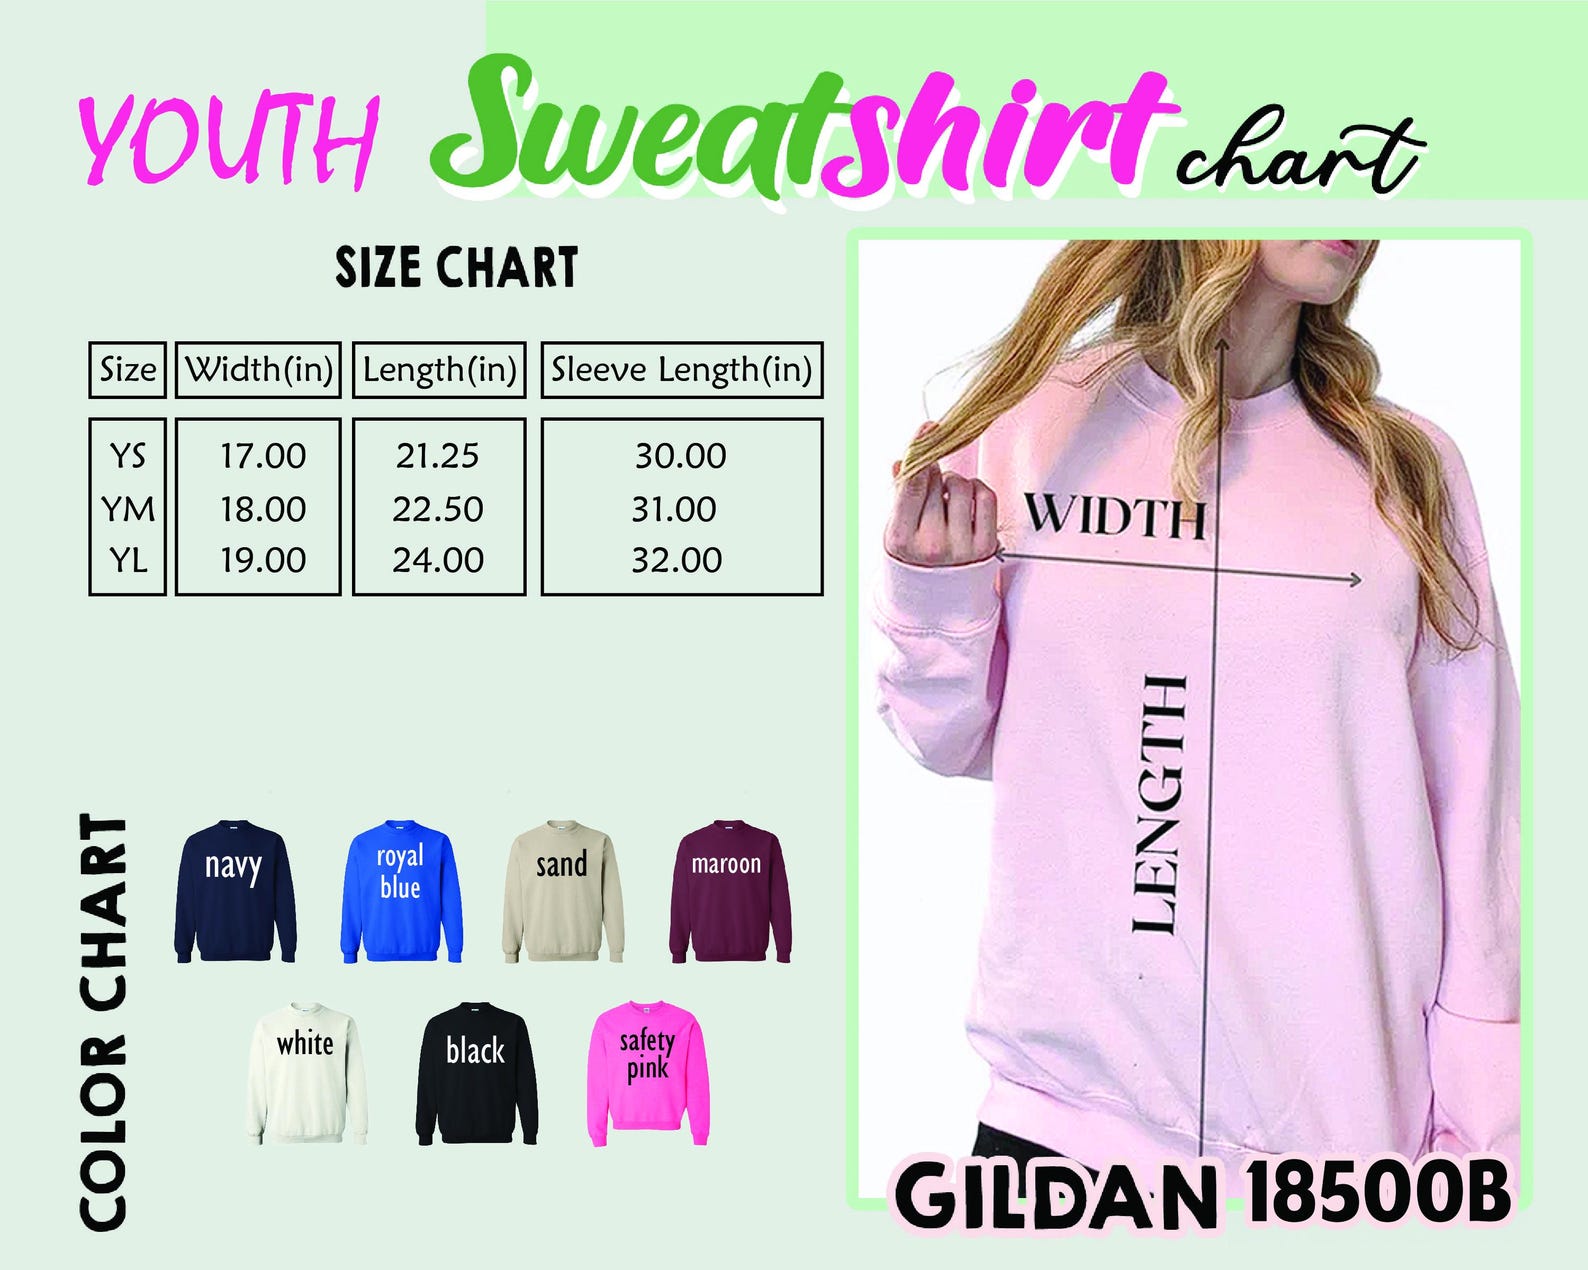 YOUTH Sweatshirt chart
SIZE CHART
Size Width(in) Length(in) Sleeve Length(in)
YS 17.00 21.25 30.00
YM 18.00 22.50 31.00
YL 19.00 24.00 32.00
WIDTH
LENGTH
COLOR CHART
navy
royal
blue
sand
maroon
white
black
safety
pink
GILDAN 18500B